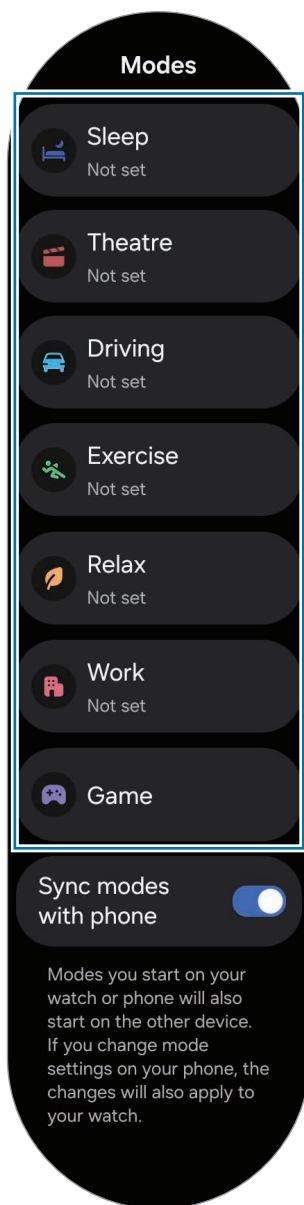 Modes
Sleep
Not set
Theatre
Not set
Driving
Not set
Exercise
Not set
Relax
Not set
Work
Not set
Game
Sync modes
with phone
Modes you start on your
watch or phone will also
start on the other device.
If you change mode
settings on your phone, the
changes will also apply to
your watch.